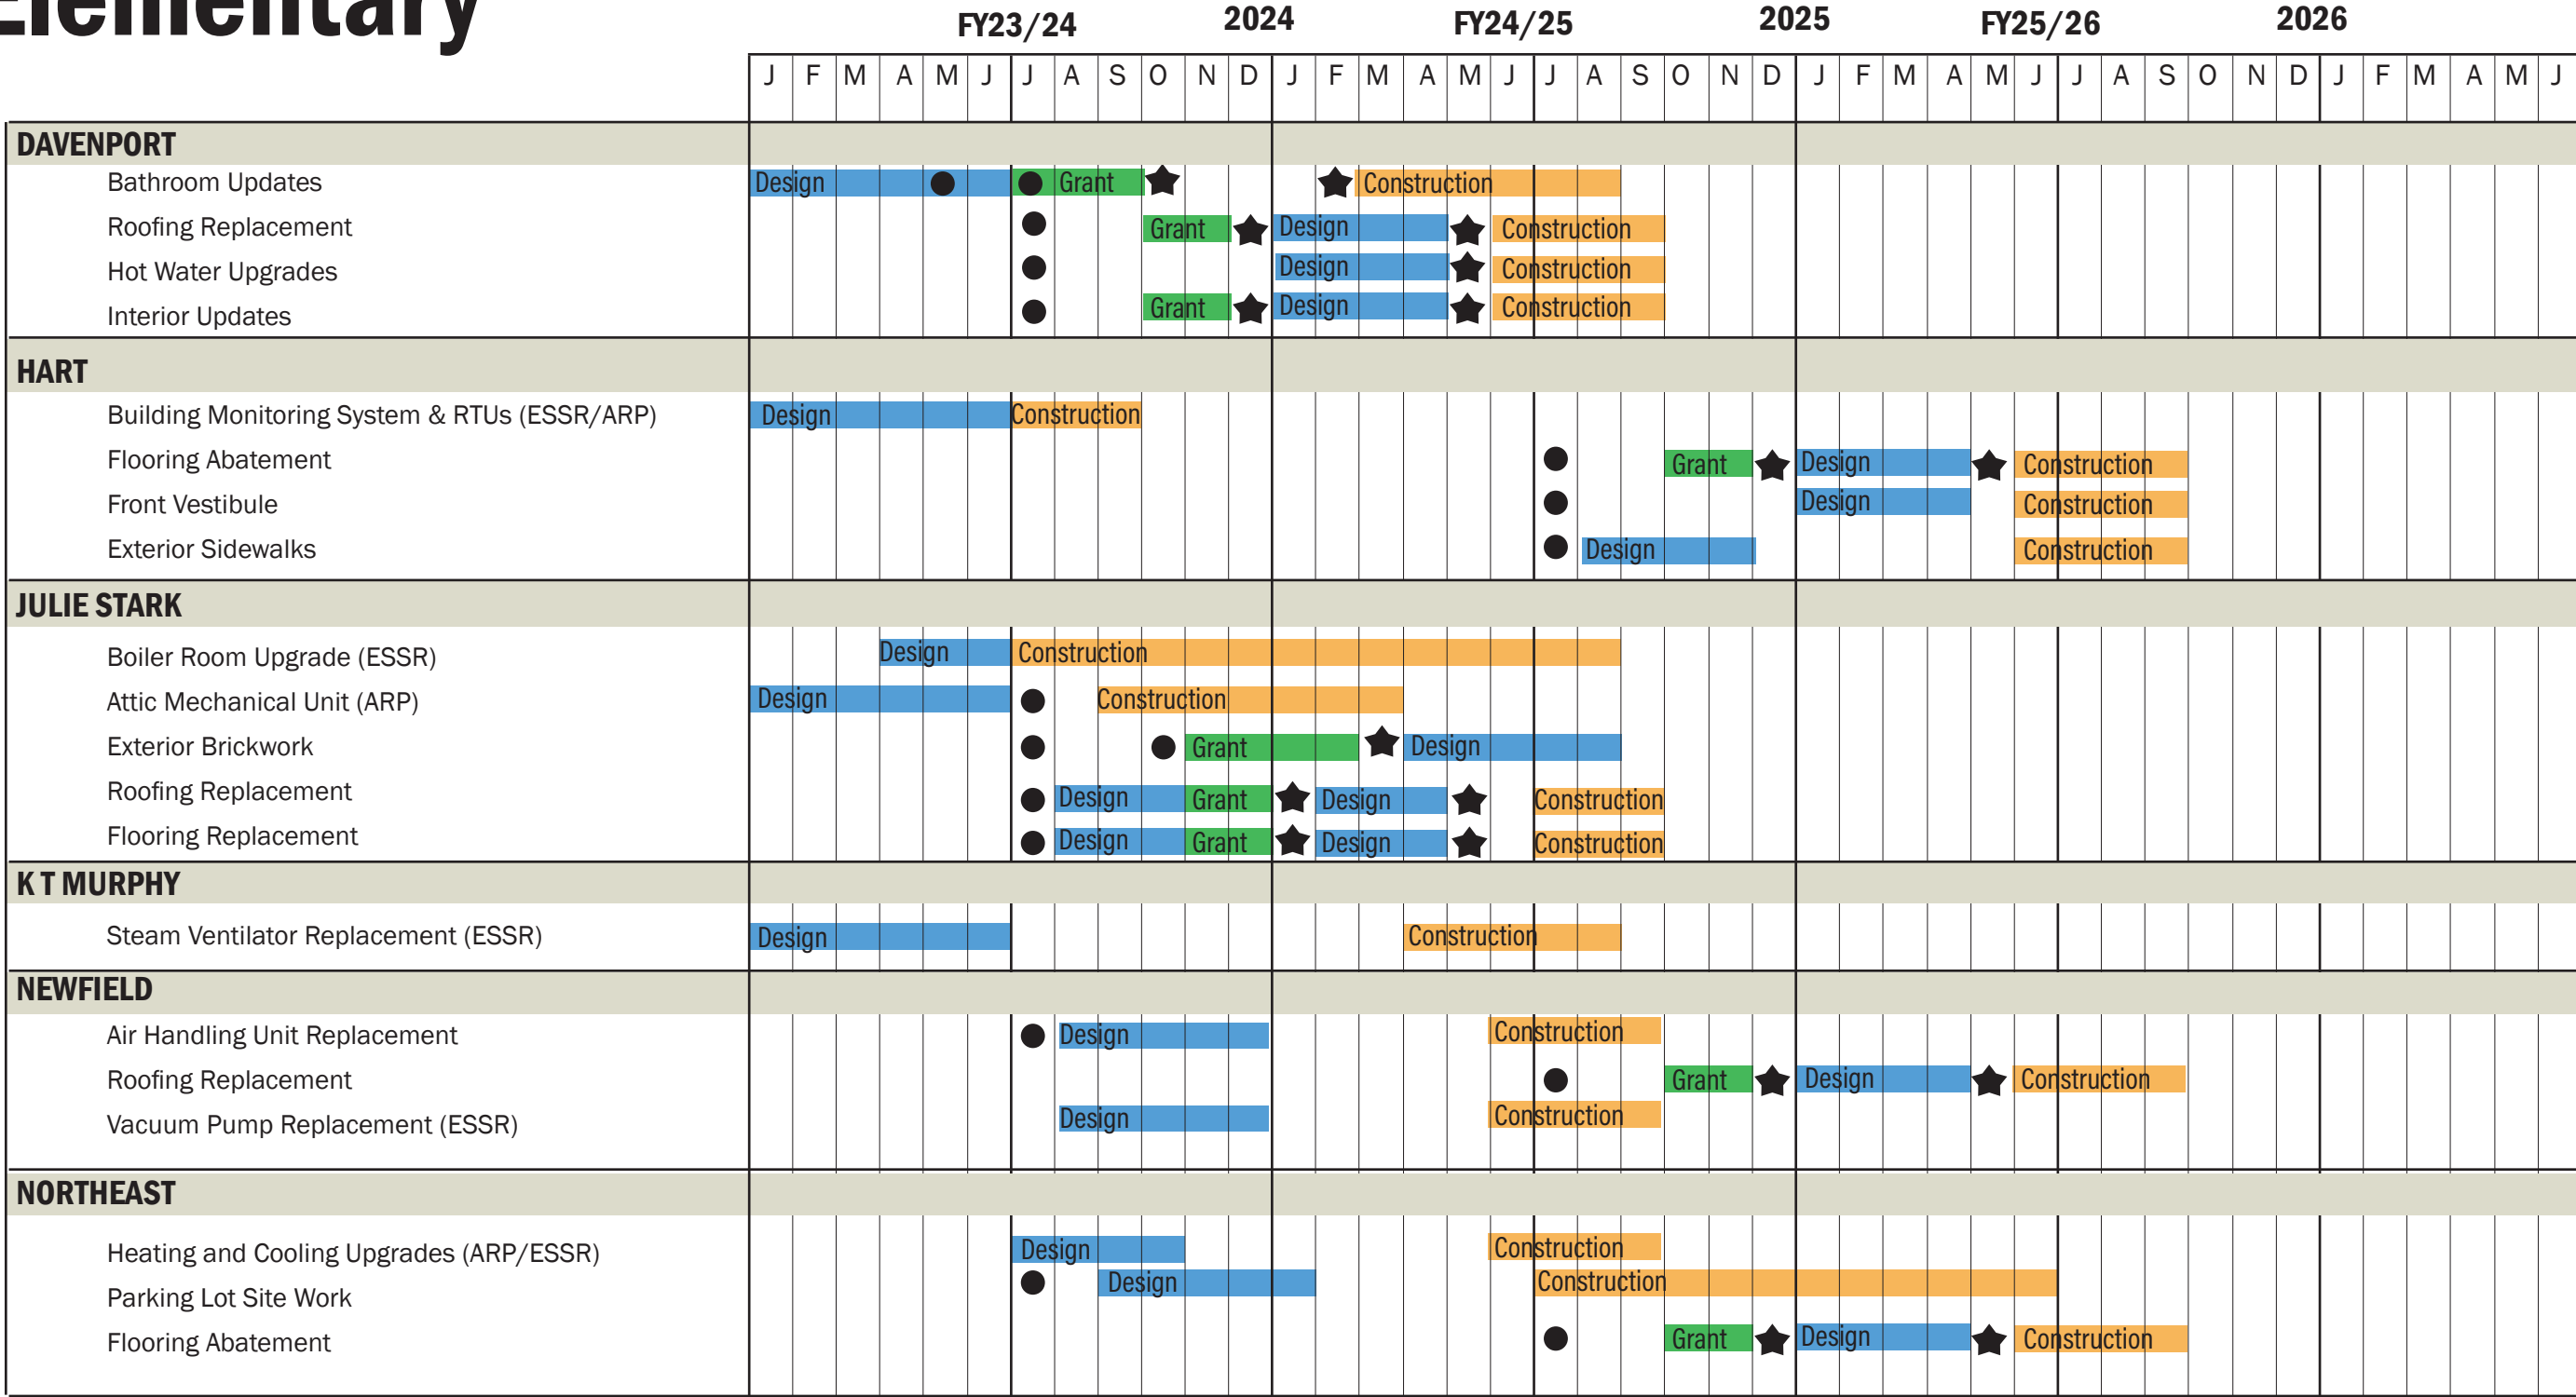 Elementary
FY23/24 2024 FY24/25 2025 FY25/26 2026
J F M A M J J A S O N D J F M A M J J A S O N D J F M A M J J A S O N D J F M A M J
DAVENPORT
Bathroom Updates Design Grant Construction
Roofing Replacement Grant Design Construction
Hot Water Upgrades Design Construction
Interior Updates Grant Design Construction
HART
Building Monitoring System & RTUs (ESSR/ARP) Design Construction
Flooring Abatement Grant Design Construction
Front Vestibule Design Construction
Exterior Sidewalks Design Construction
JULIE STARK
Boiler Room Upgrade (ESSR) Design Construction
Attic Mechanical Unit (ARP) Design Construction
Exterior Brickwork Grant Design
Roofing Replacement Design Grant Design Construction
Flooring Replacement Design Grant Design Construction
K T MURPHY
Steam Ventilator Replacement (ESSR) Design Construction
NEWFIELD
Air Handling Unit Replacement Design Construction
Roofing Replacement Grant Design Construction
Vacuum Pump Replacement (ESSR) Design Construction
NORTHEAST
Heating and Cooling Upgrades (ARP/ESSR) Design Construction
Parking Lot Site Work Design Construction
Flooring Abatement Grant Design Construction